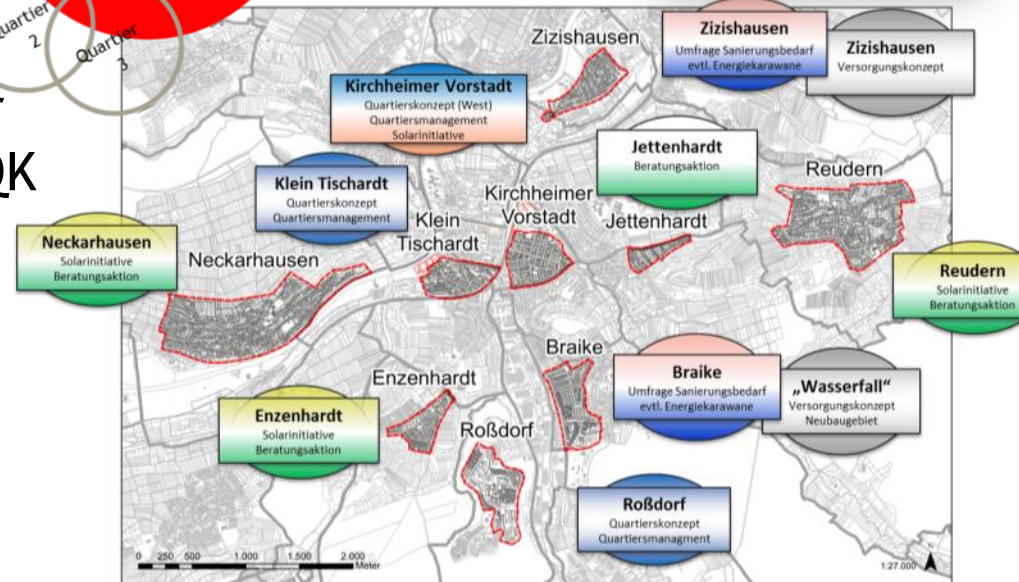 Quartier
2
Quartier
3
QK
Zizishausen
Zizishausen
Umfrage Sanierungsbedarf
evtl. Energiekarawane
Zizishausen
Versorgungskonzept
Kirchheimer Vorstadt
Quartierskonzept (West)
Quartiersmanagement
Solarinitiative
Jettenhardt
Beratungsaktion
Reudern
Klein Tischardt
Quartierskonzept
Quartiersmanagement
Kirchheimer
Vorstadt
Klein
Tischardt
Jettenhardt
Neckarhausen
Solarinitiative
Beratungsaktion
Neckarhausen
Reudern
Solarinitiative
Beratungsaktion
Braike
Braike
Umfrage Sanierungsbedarf
evtl. Energiekarawane
„Wasserfall“
Versorgungskonzept
Neubaugebiet
Enzenhardt
Enzenhardt
Solarinitiative
Beratungsaktion
Roßdorf
Roßdorf
Quartierskonzept
Quartiersmanagment
0 250 500 1.000 1.500 2.000
Meter
1:27.000